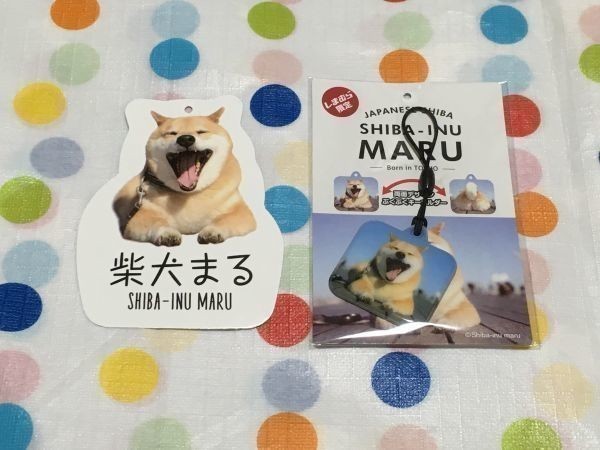 柴犬まる
SHIBA-INU MARU
しまむら
限定
JAPANESE SHIBA
SHIBA-INU
MARU
Born in TOKYO
両面デザイン
ぷくぷくキーホルダー
©Shiba-inu maru